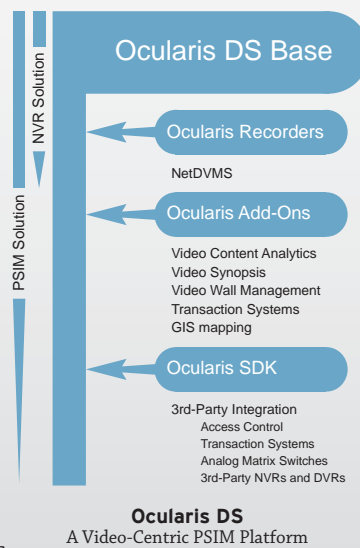 Ocularis DS Base
NVR Solution
PSIM Solution
Ocularis Recorders
NetDVMS
Ocularis Add-Ons
Video Content Analytics
Video Synopsis
Video Wall Management
Transaction Systems
GIS mapping
Ocularis SDK
3rd-Party Integration
Access Control
Transaction Systems
Analog Matrix Switches
3rd-Party NVRs and DVRs
Ocularis DS
A Video-Centric PSIM Platform